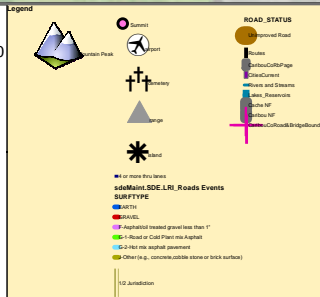 Legend
0
Mountain Peak
Summit
airport
cemetery
range
island
4 or more thru lanes
sdeMaint.SDE.LRI_Roads Events
SURFTYPE
EARTH
GRAVEL
F-Asphalt/oil treated gravel less than 1"
G-1-Road or Cold Plant mix Asphalt
G-2-Hot mix asphalt pavement
J-Other (e.g., concrete,cobble stone or brick surface)
1/2 Jurisdiction
ROAD_STATUS
Unimproved Road
Routes
CaribouCoRbPage
CitiesCurrent
Rivers and Streams
Lakes_Reservoirs
Cache NF
Caribou NF
CaribouCoRoad&BridgeBound